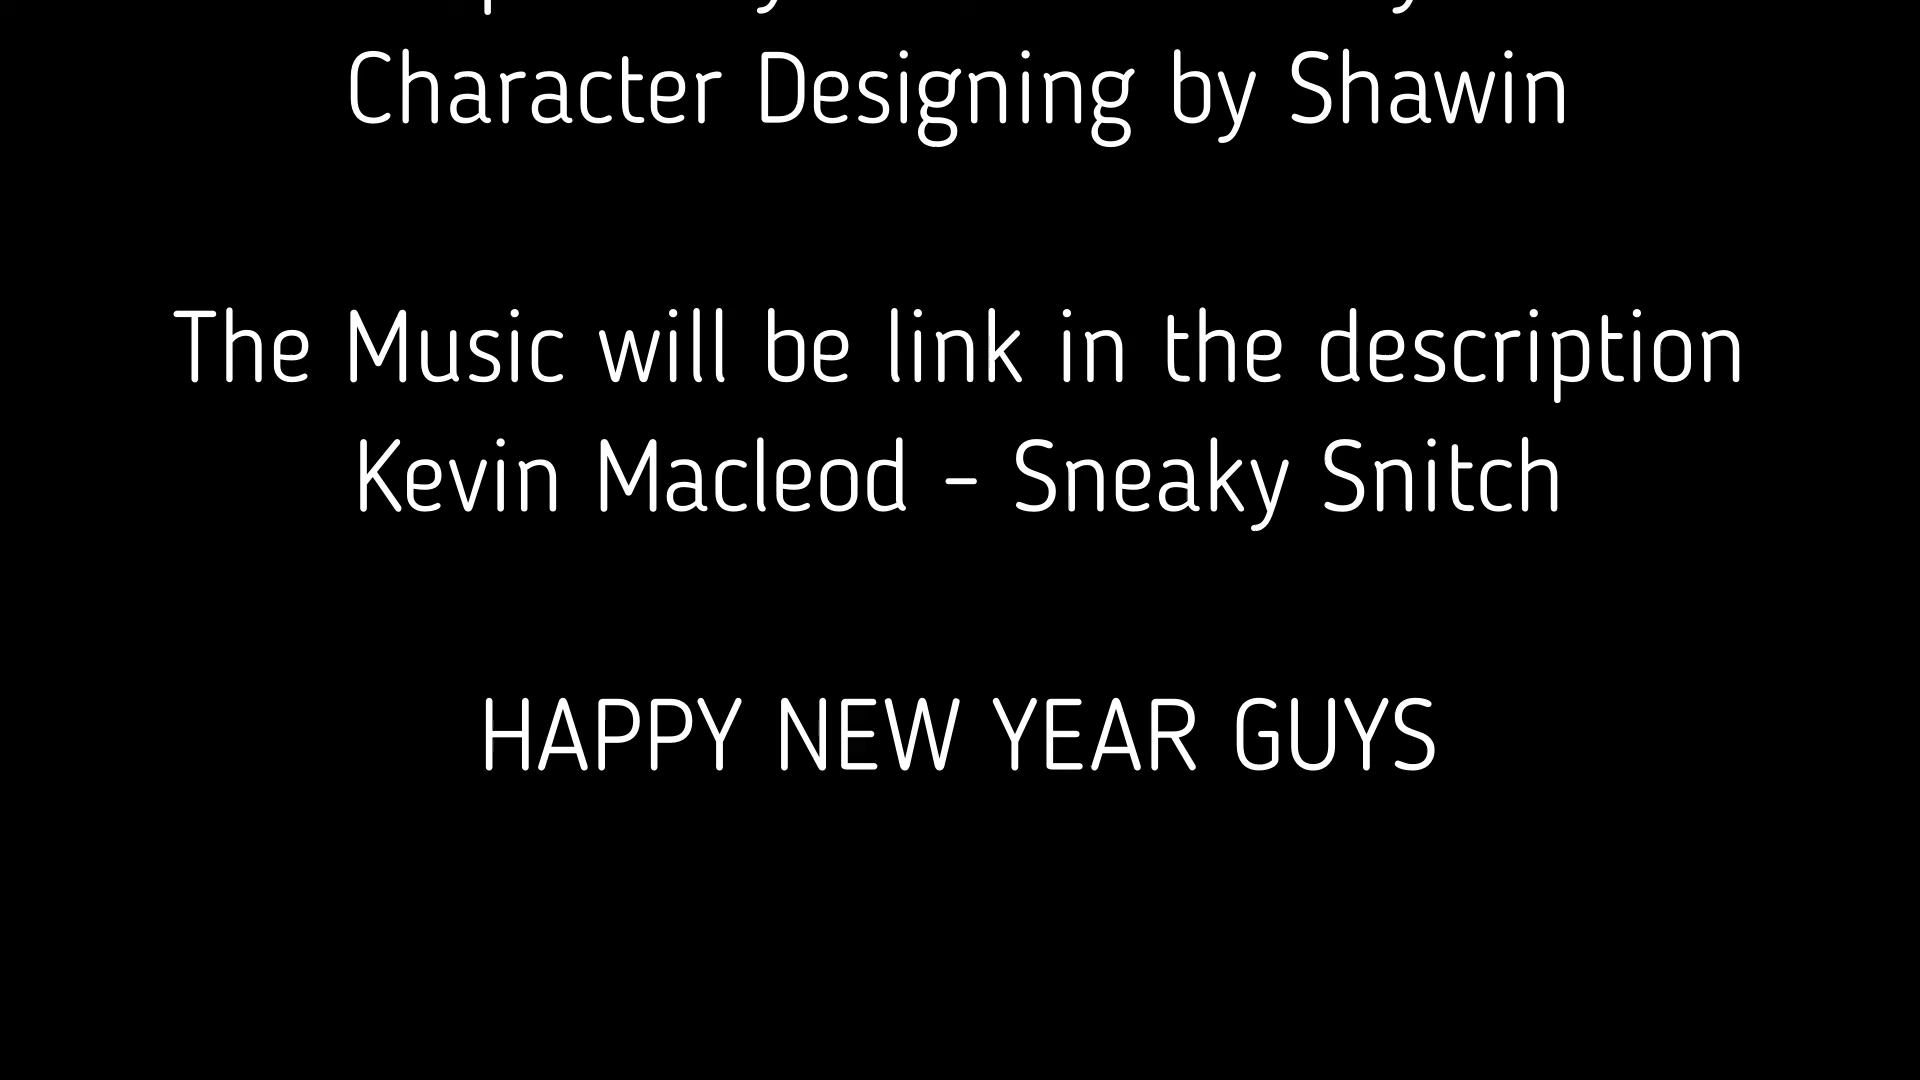 Character Designing by Shawin
The Music will be link in the description
Kevin Macleod - Sneaky Snitch
HAPPY NEW YEAR GUYS